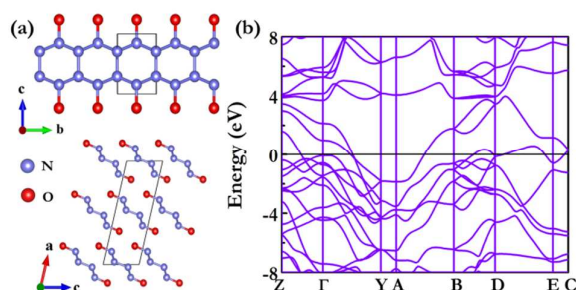 (a)
c
b
N
O
a
c
(b)
Energy (eV)
8
4
0
-4
-8
Z Γ Y A B D E C